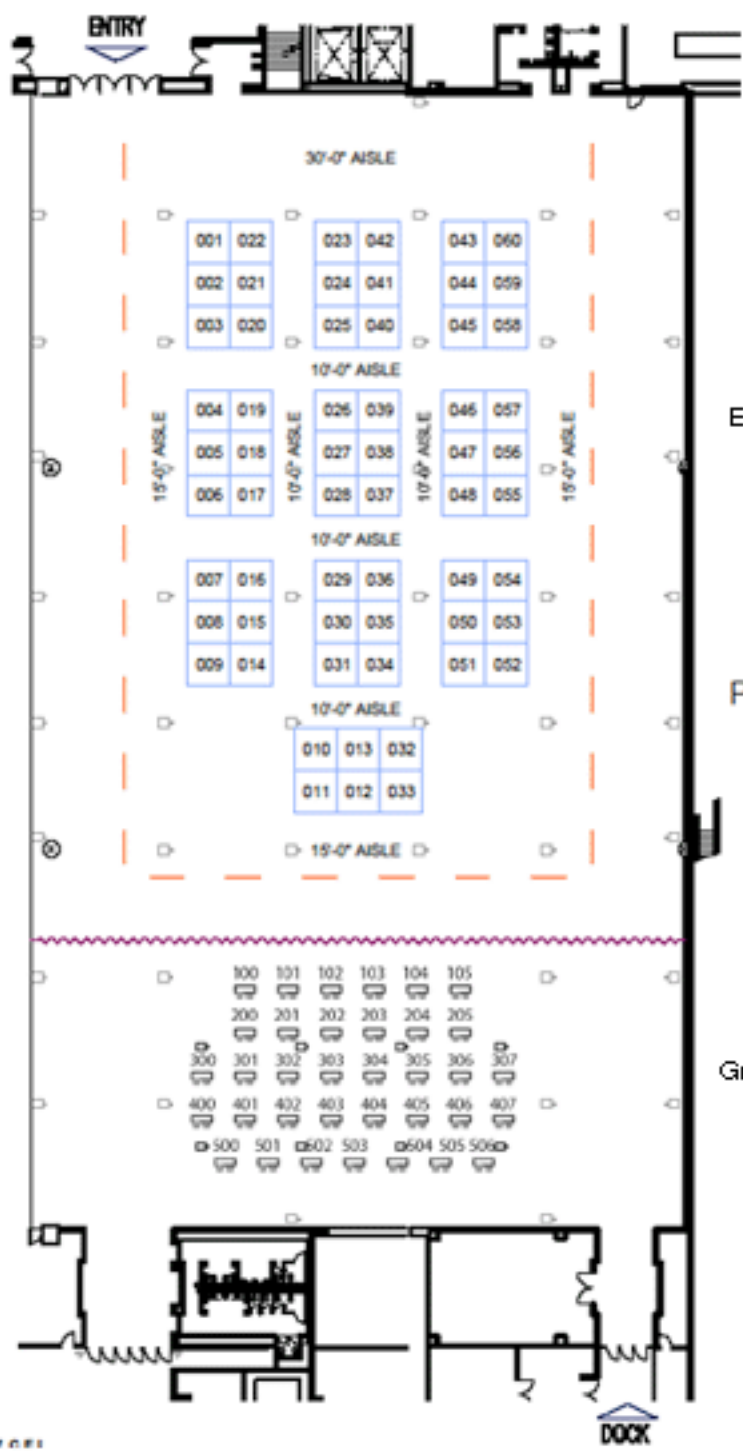 ENTRY
30'-0" AISLE
001 022 023 042 043 060
002 021 024 041 044 059
003 020 025 040 045 058
10'-0" AISLE
004 019 026 039 046 057
005 018 027 038 047 056
006 017 028 037 048 055
15'-0" AISLE
10'-0" AISLE
10'-0" AISLE
15'-0" AISLE
10'-0" AISLE
007 016 029 036 049 054
008 015 030 035 050 053
009 014 031 034 051 052
10'-0" AISLE
010 013 032
011 012 033
15'-0" AISLE
100 101 102 103 104 105
200 201 202 203 204 205
300 301 302 303 304 305 306 307
400 401 402 403 404 405 406 407
500 501 602 503 604 505 506
DOCK
E
Gr